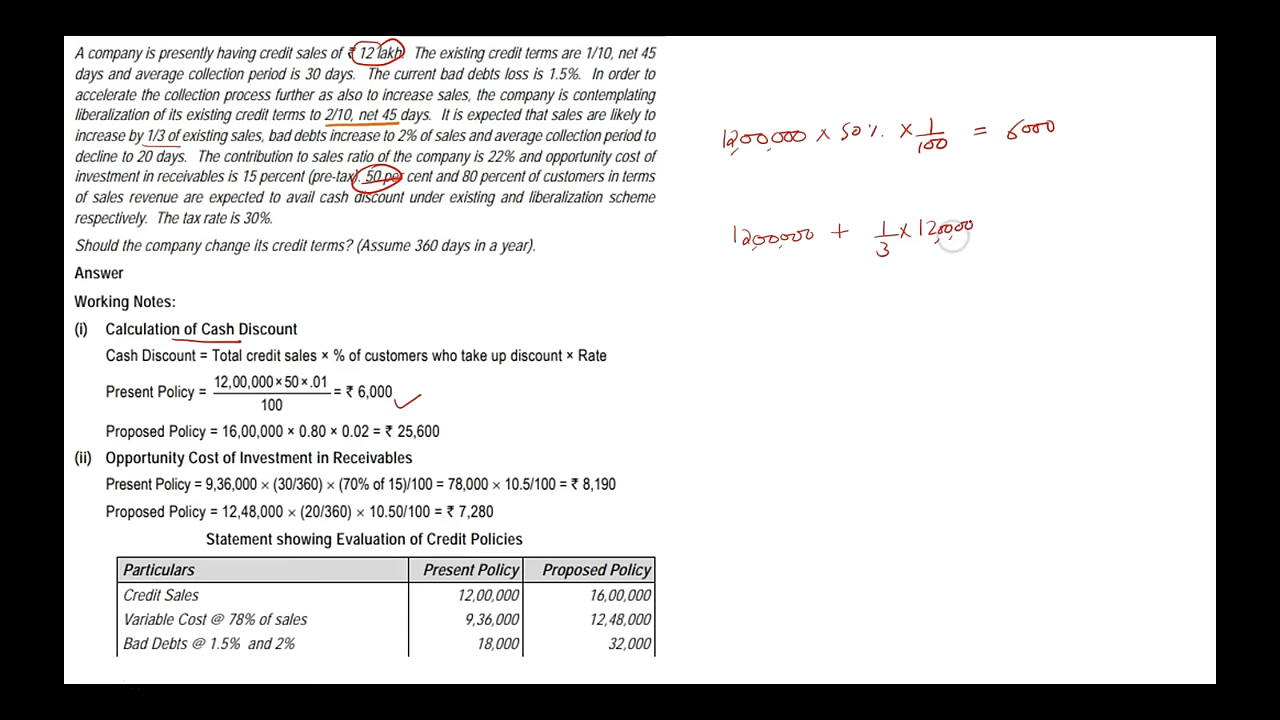 A company is presently having credit sales of ₹ 12 lakh. The existing credit terms are 1/10, net 45
days and average collection period is 30 days. The current bad debts loss is 1.5%. In order to
accelerate the collection process further as also to increase sales, the company is contemplating
liberalization of its existing credit terms to 2/10, net 45 days. It is expected that sales are likely to
increase by 1/3 of existing sales, bad debts increase to 2% of sales and average collection period to
decline to 20 days. The contribution to sales ratio of the company is 22% and opportunity cost of
investment in receivables is 15 percent (pre-tax). 50 per cent and 80 percent of customers in terms
of sales revenue are expected to avail cash discount under existing and liberalization scheme
respectively. The tax rate is 30%.
Should the company change its credit terms? (Assume 360 days in a year).
Answer
Working Notes:
(i) Calculation of Cash Discount
Cash Discount = Total credit sales × % of customers who take up discount × Rate
Present Policy = 12,00,000×50×.01 / 100 = ₹ 6,000
Proposed Policy = 16,00,000 × 0.80 × 0.02 = ₹ 25,600
(ii) Opportunity Cost of Investment in Receivables
Present Policy = 9,36,000 × (30/360) × (70% of 15)/100 = 78,000 × 10.5/100 = ₹ 8,190
Proposed Policy = 12,48,000 × (20/360) × 10.50/100 = ₹ 7,280
Statement showing Evaluation of Credit Policies
Particulars Present Policy Proposed Policy
Credit Sales 12,00,000 16,00,000
Variable Cost @ 78% of sales 9,36,000 12,48,000
Bad Debts @ 1.5% and 2% 18,000 32,000
12,00,000 × 50% × 1/100 = 6000
12,00,000 + 1/3 × 12,00,000